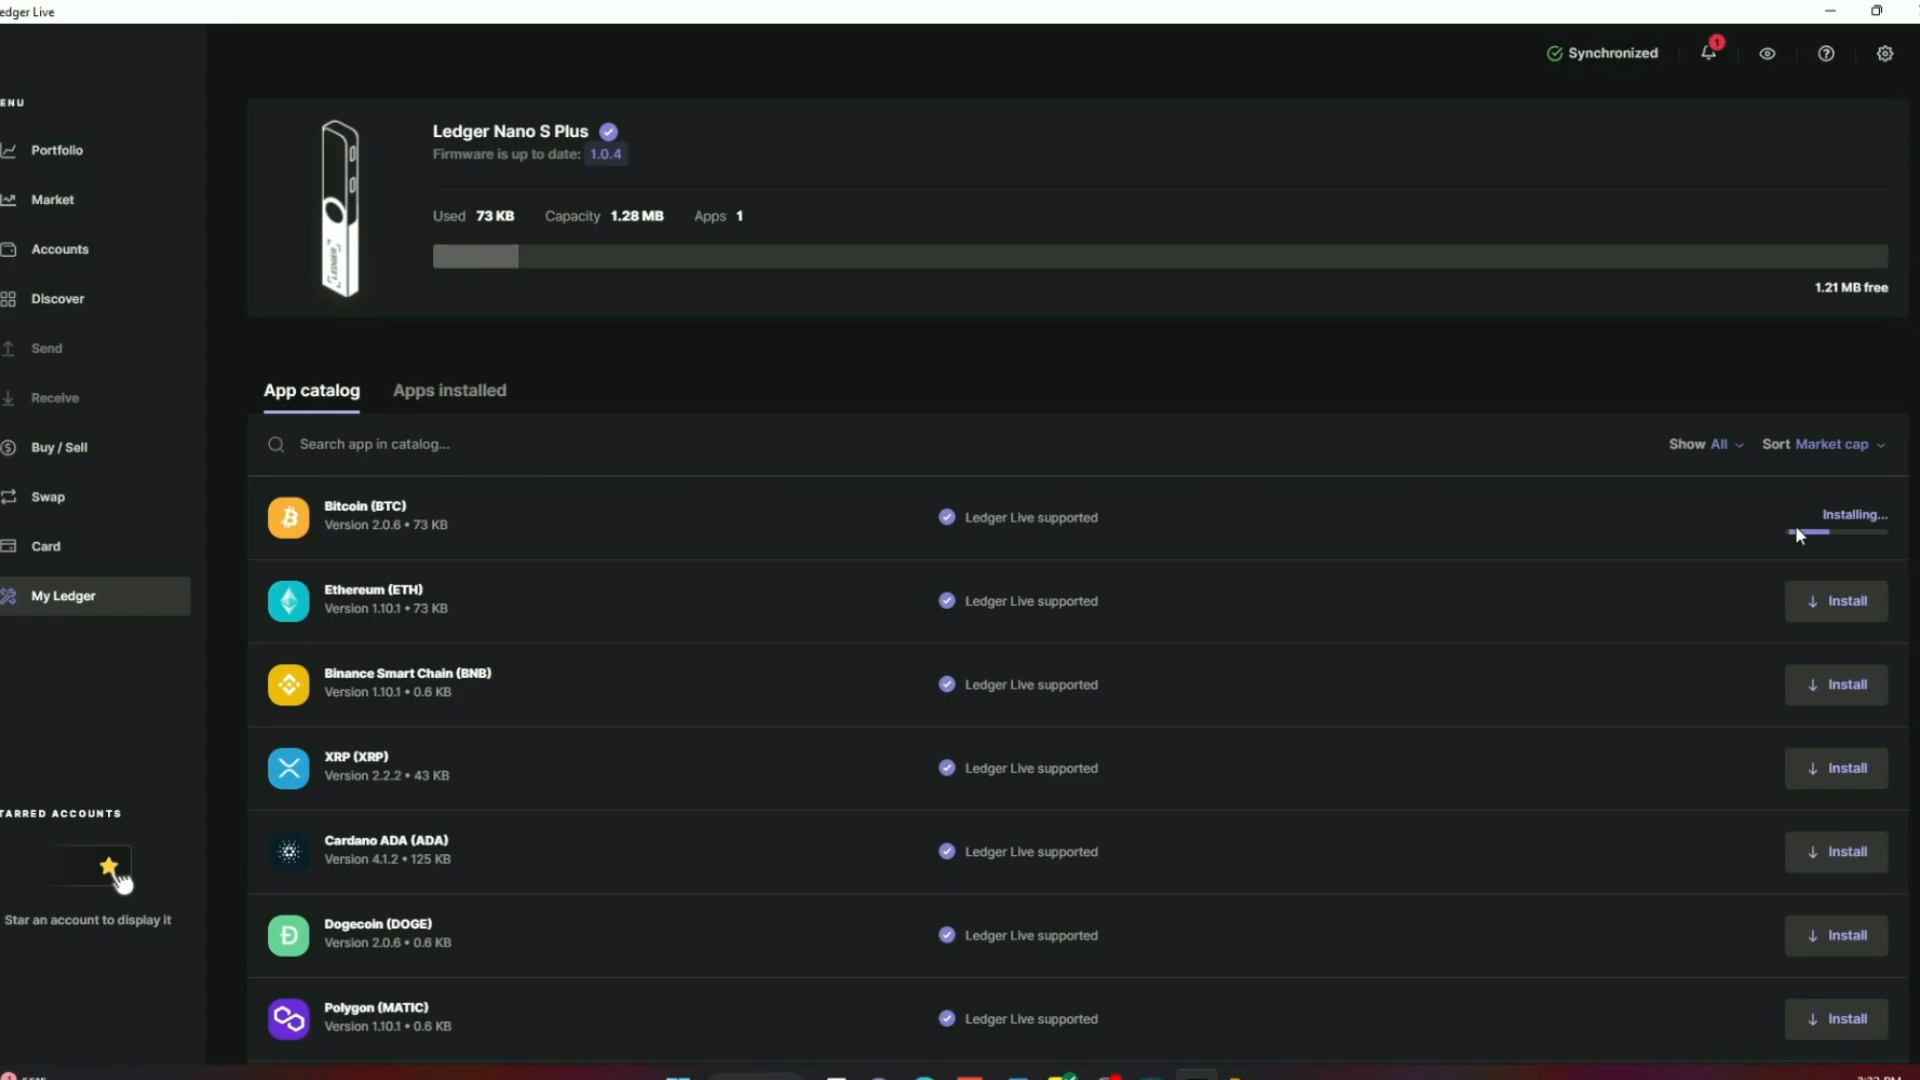 edger Live
Synchronized
1
ENU
Portfolio
Market
Accounts
Discover
Send
Receive
Buy / Sell
Swap
Card
My Ledger
TARRED ACCOUNTS
Star an account to display it
Ledger Nano S Plus
Firmware is up to date: 1.0.4
Used 73 KB Capacity 1.28 MB Apps 1
1.21 MB free
LEDGER
App catalog Apps installed
Search app in catalog...
Show All Sort Market cap
Bitcoin (BTC)
Version 2.0.6 • 73 KB
Ledger Live supported
Installing...
Ethereum (ETH)
Version 1.10.1 • 73 KB
Ledger Live supported
Install
Binance Smart Chain (BNB)
Version 1.10.1 • 0.6 KB
Ledger Live supported
Install
XRP (XRP)
Version 2.2.2 • 43 KB
Ledger Live supported
Install
Cardano ADA (ADA)
Version 4.1.2 • 125 KB
Ledger Live supported
Install
Dogecoin (DOGE)
Version 2.0.6 • 0.6 KB
Ledger Live supported
Install
Polygon (MATIC)
Version 1.10.1 • 0.6 KB
Ledger Live supported
Install